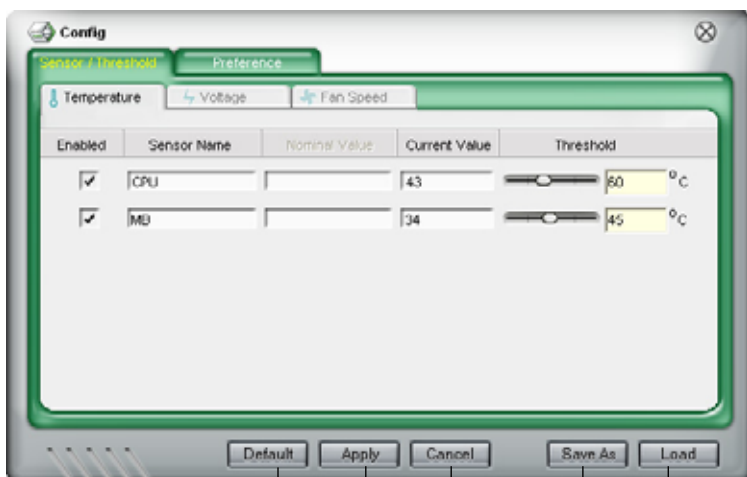 Config
Sensor / Threshold Preference
Temperature Voltage Fan Speed
Enabled Sensor Name Nominal Value Current Value Threshold
CPU 43 60 °C
MB 34 45 °C
Default Apply Cancel Save As Load